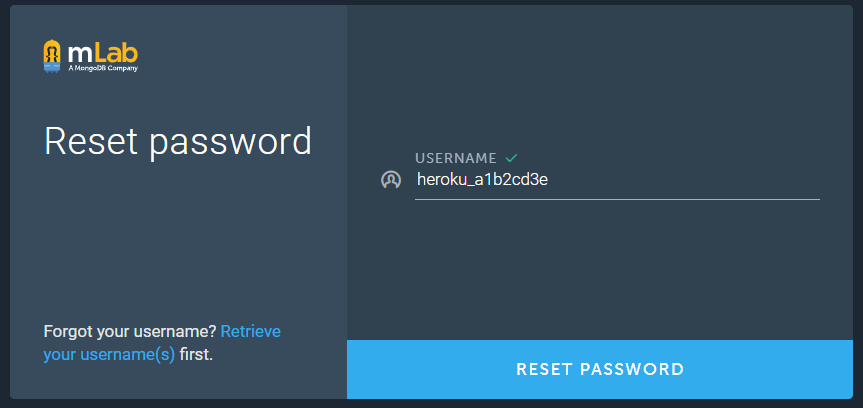 mLab
A MongoDB Company
Reset password
Forgot your username? Retrieve
your username(s) first.
USERNAME
heroku_a1b2cd3e
RESET PASSWORD